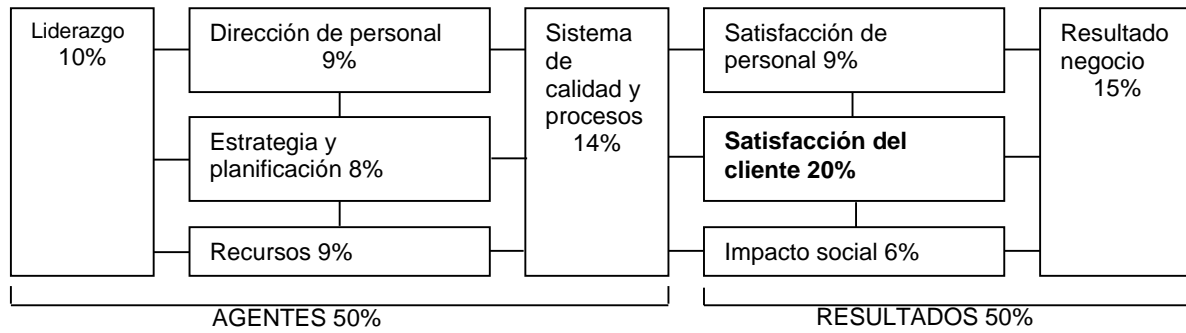 Liderazgo
10%
Dirección de personal
9%
Estrategia y
planificación 8%
Recursos 9%
Sistema
de
calidad y
procesos
14%
Satisfacción de
personal 9%
Satisfacción del
cliente 20%
Impacto social 6%
Resultado
negocio
15%
AGENTES 50%
RESULTADOS 50%